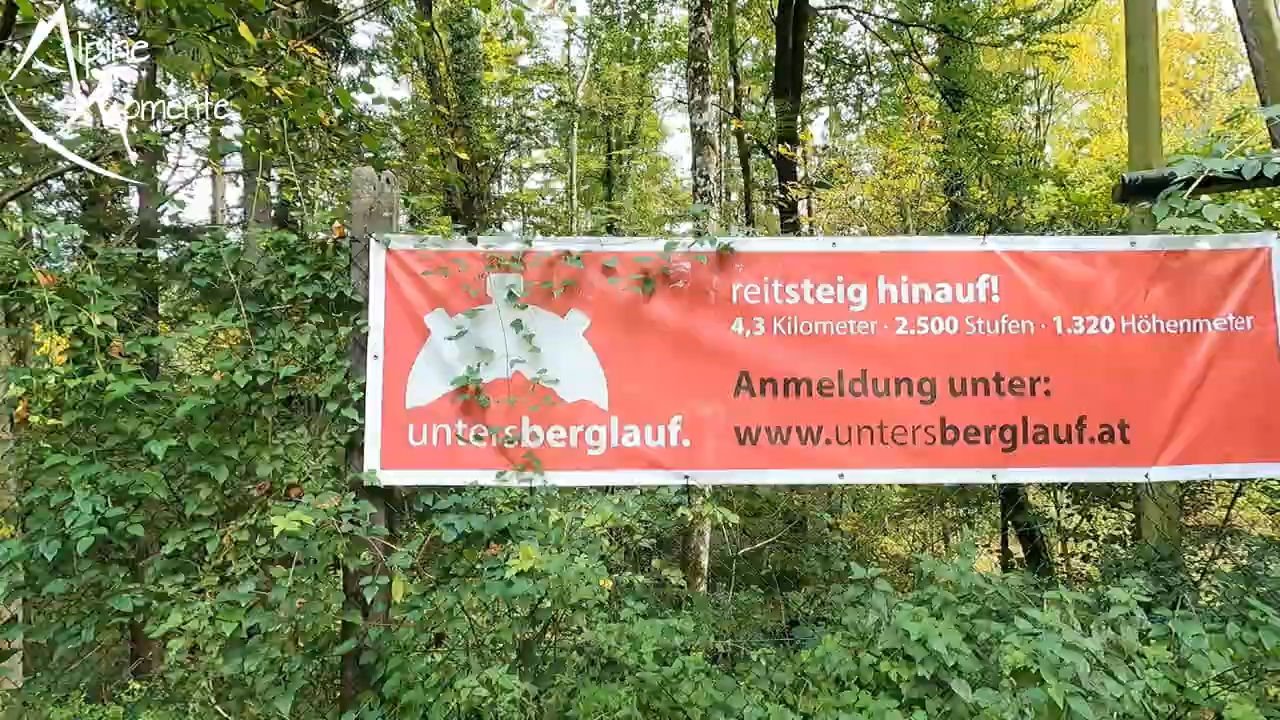 Alpine
Momente
reitsteig hinauf!
4,3 Kilometer · 2.500 Stufen · 1.320 Höhenmeter
Anmeldung unter:
untersberglauf.
www.untersberglauf.at